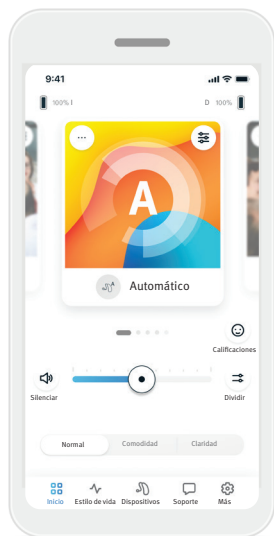 9:41
100% I
D 100%
A
Automático
Calificaciones
Silenciar
Dividir
Normal Comodidad Claridad
Inicio Estilo de vida Dispositivos Soporte Más